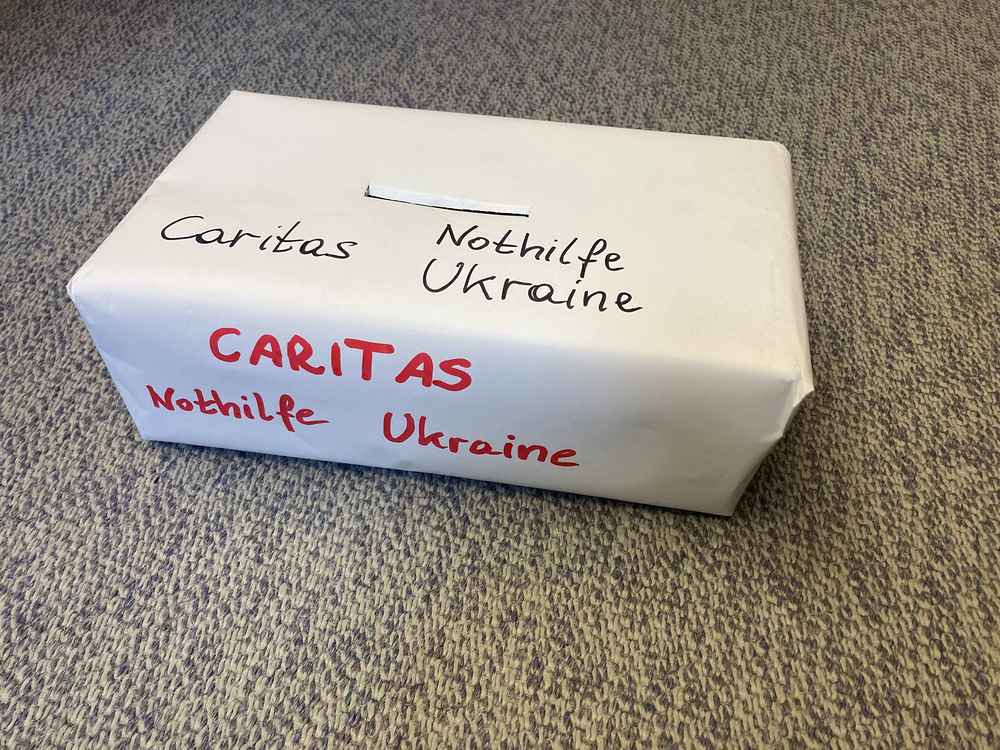 Caritas
Nothilfe
Ukraine
CARITAS
Nothilfe Ukraine